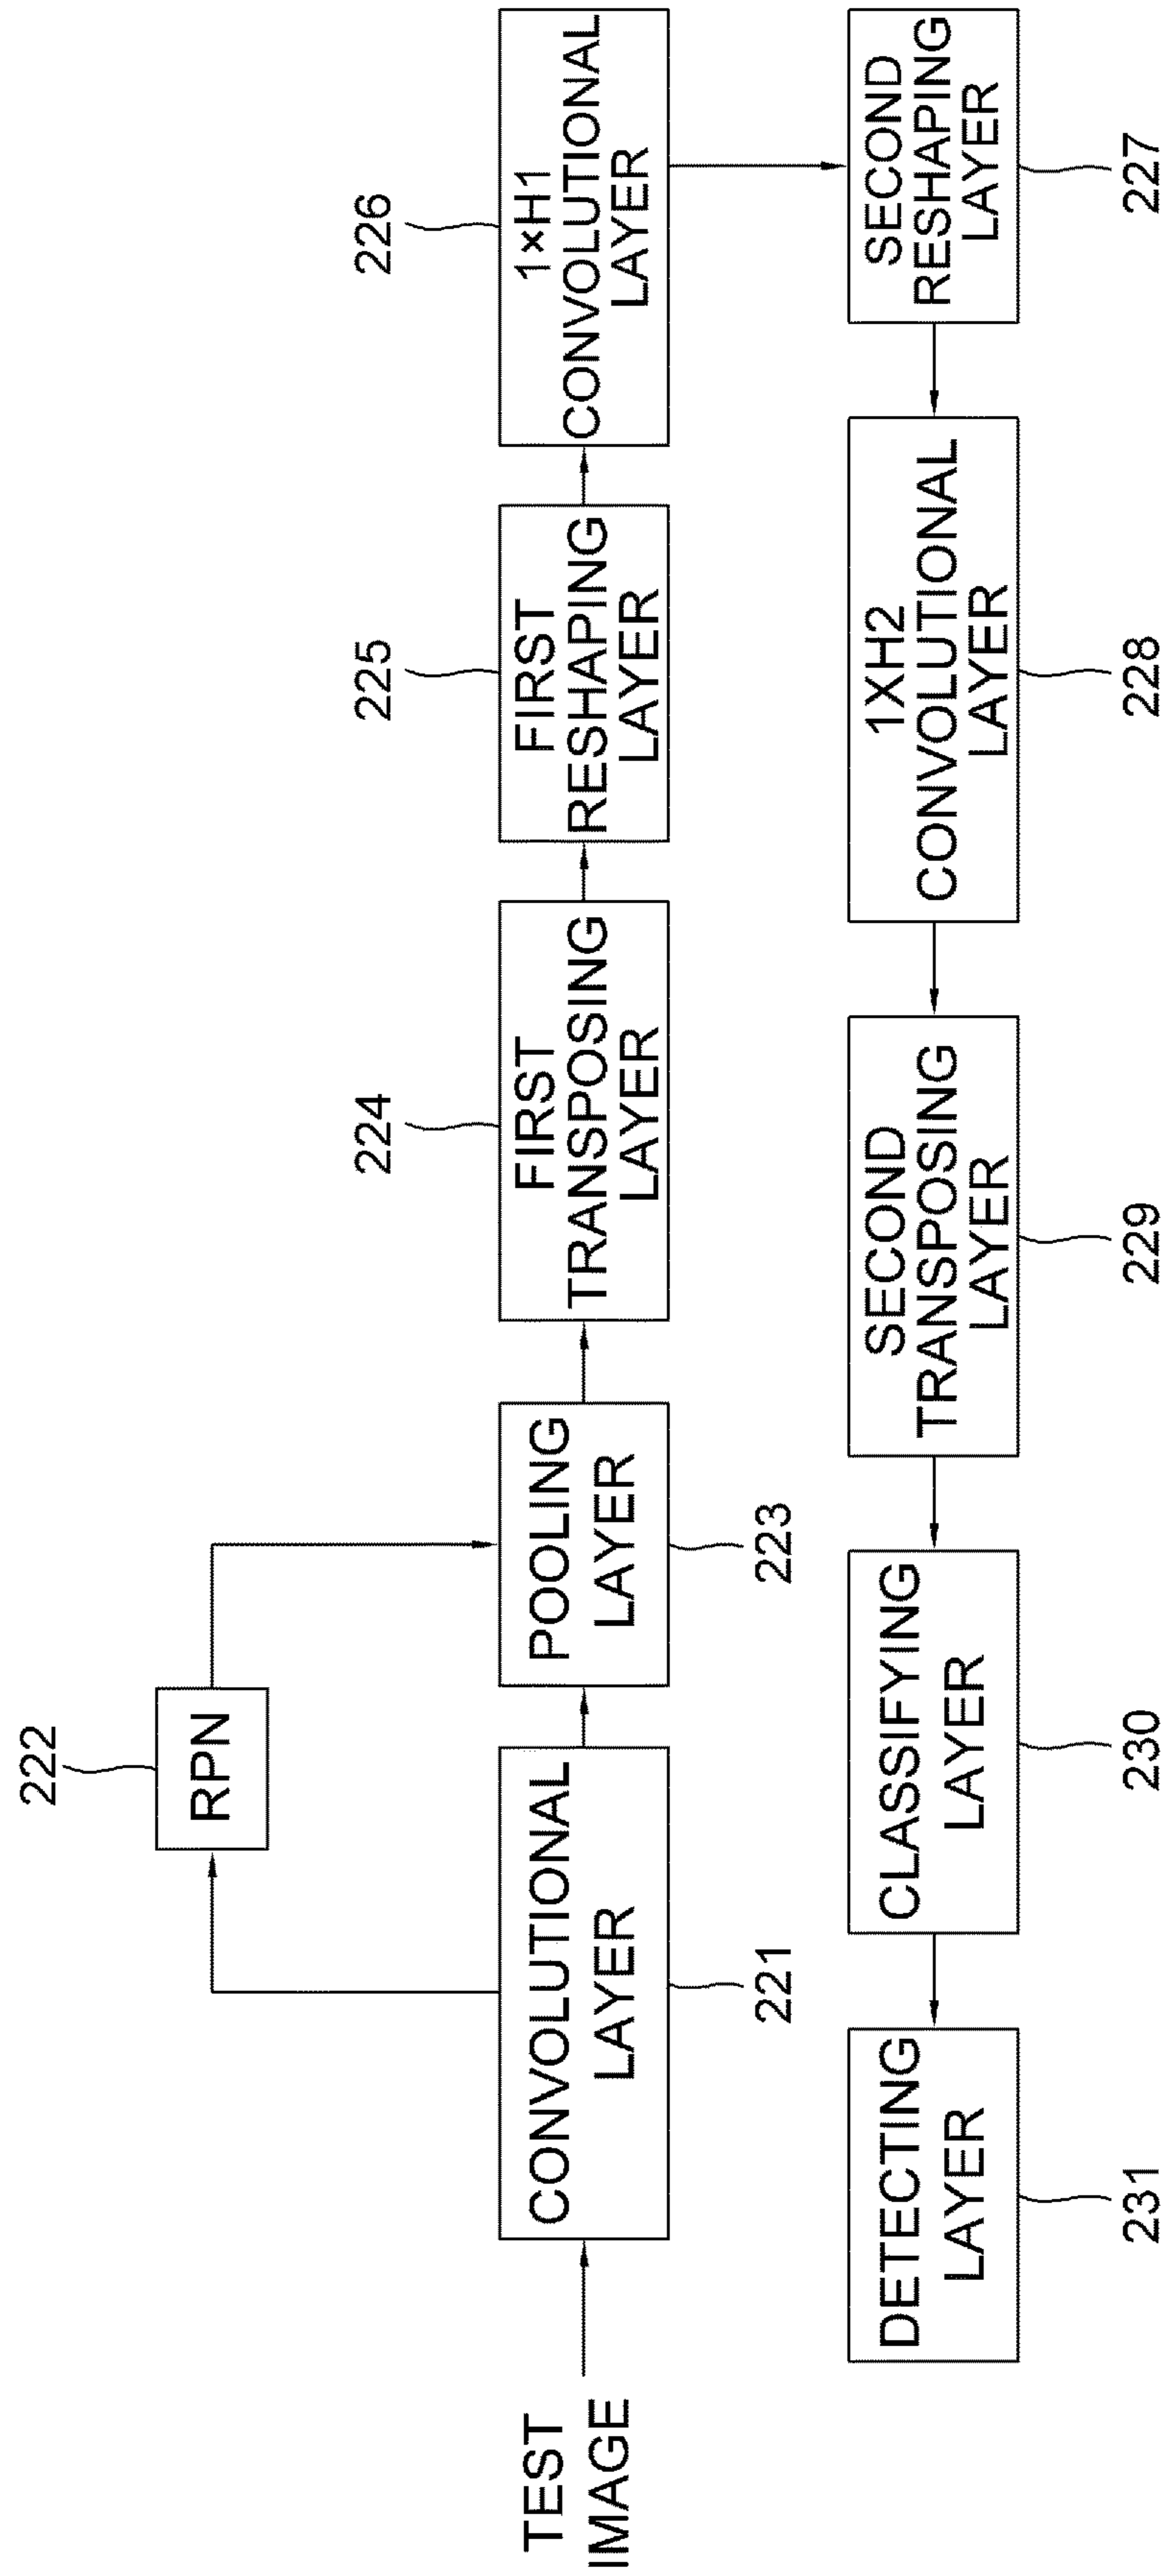 222
RPN
TEST
IMAGE
CONVOLUTIONAL
LAYER
221
POOLING
LAYER
223
224
FIRST
TRANSPOSING
LAYER
225
FIRST
RESHAPING
LAYER
226
1×H1
CONVOLUTIONAL
LAYER
SECOND
RESHAPING
LAYER
227
1XH2
CONVOLUTIONAL
LAYER
228
SECOND
TRANSPOSING
LAYER
229
CLASSIFYING
LAYER
230
DETECTING
LAYER
231